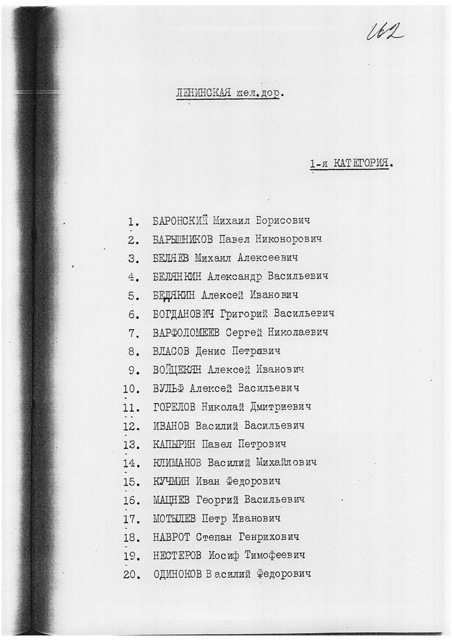 162
ЛЕНИНСКАЯ жел.дор.
1-я КАТЕГОРИЯ.
1. БАРОНСКИЙ Михаил Борисович
2. БАРЫШНИКОВ Павел Никонорович
3. БЕЛЯЕВ Михаил Алексеевич
4. БЕЛЯНКИН Александр Васильевич
5. БЕДЯКИН Алексей Иванович
6. БОГДАНОВИЧ Григорий Васильевич
7. ВАРФОЛОМЕЕВ Сергей Николаевич
8. ВЛАСОВ Денис Петрович
9. ВОЙЦЕКЯН Алексей Иванович
10. ВУЛЬФ Алексей Васильевич
11. ГОРЕЛОВ Николай Дмитриевич
12. ИВАНОВ Василий Васильевич
13. КАПЫРИН Павел Петрович
14. КЛИМАНОВ Василий Михайлович
15. КУЧМИН Иван Федорович
16. МАЦНЕВ Георгий Васильевич
17. МОТЫЛЕВ Петр Иванович
18. НАВРОТ Степан Генрихович
19. НЕСТЕРОВ Иосиф Тимофеевич
20. ОДИНОКОВ Василий Федорович